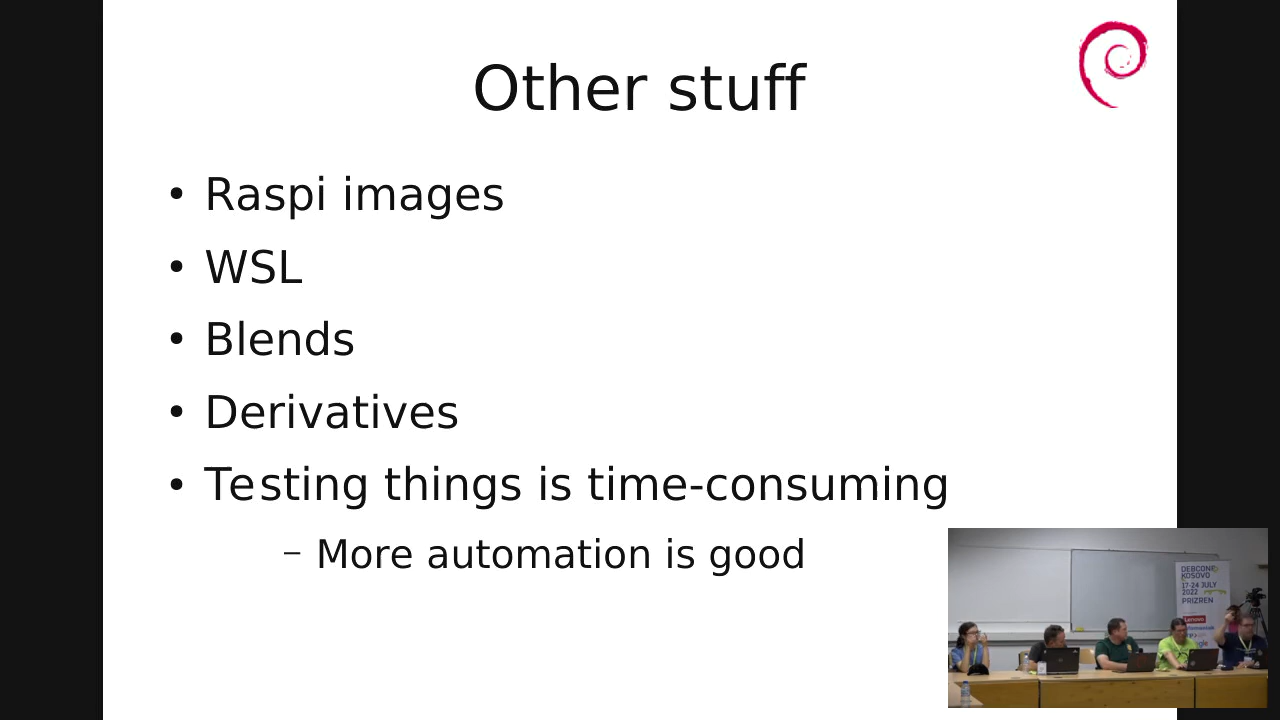 Other stuff
• Raspi images
• WSL
• Blends
• Derivatives
• Testing things is time-consuming
– More automation is good
DEBCONF
KOSOVO
17-24 JULY
2022
PRIZREN
Lenovo